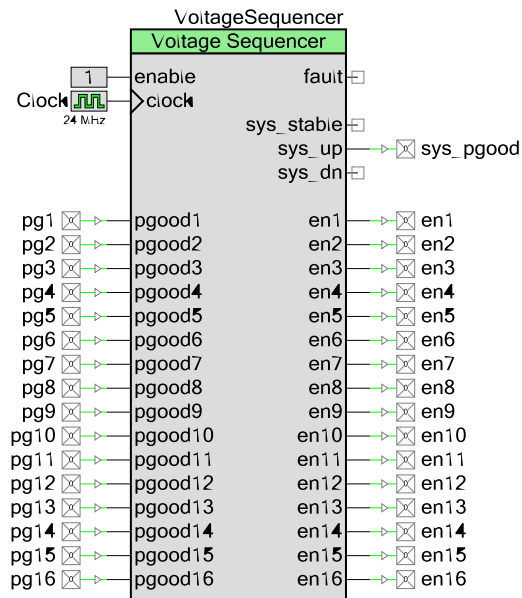 VoltageSequencer
Voltage Sequencer
1 enable fault
Clock clock
24 MHz
sys_stable
sys_up sys_pgood
sys_dn
pg1 pgood1 en1 en1
pg2 pgood2 en2 en2
pg3 pgood3 en3 en3
pg4 pgood4 en4 en4
pg5 pgood5 en5 en5
pg6 pgood6 en6 en6
pg7 pgood7 en7 en7
pg8 pgood8 en8 en8
pg9 pgood9 en9 en9
pg10 pgood10 en10 en10
pg11 pgood11 en11 en11
pg12 pgood12 en12 en12
pg13 pgood13 en13 en13
pg14 pgood14 en14 en14
pg15 pgood15 en15 en15
pg16 pgood16 en16 en16